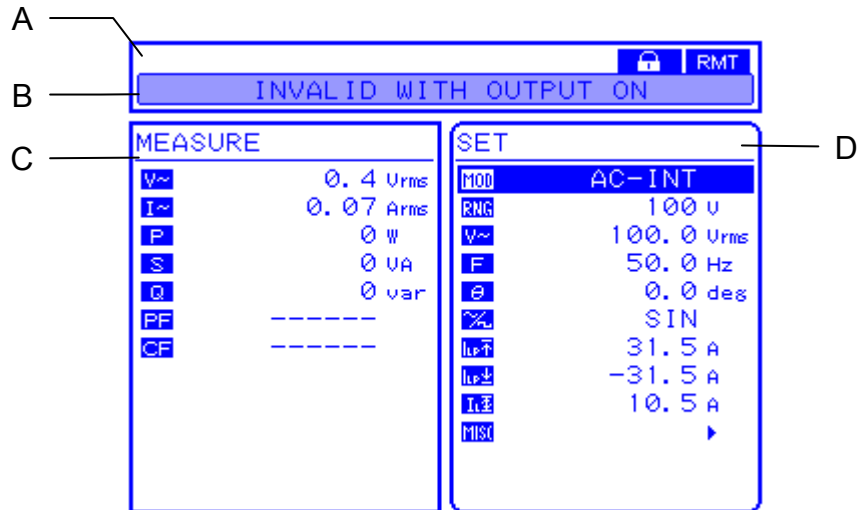 A
RMT
B
INVALID WITH OUTPUT ON
C
MEASURE
V~ 0.4 Vrms
I~ 0.07 Arms
P 0 W
S 0 VA
Q 0 var
PF ------
CF ------
D
SET
MOD AC-INT
RNG 100 V
V~ 100.0 Vrms
F 50.0 Hz
θ 0.0 deg
SIN
31.5 A
-31.5 A
10.5 A
MISC